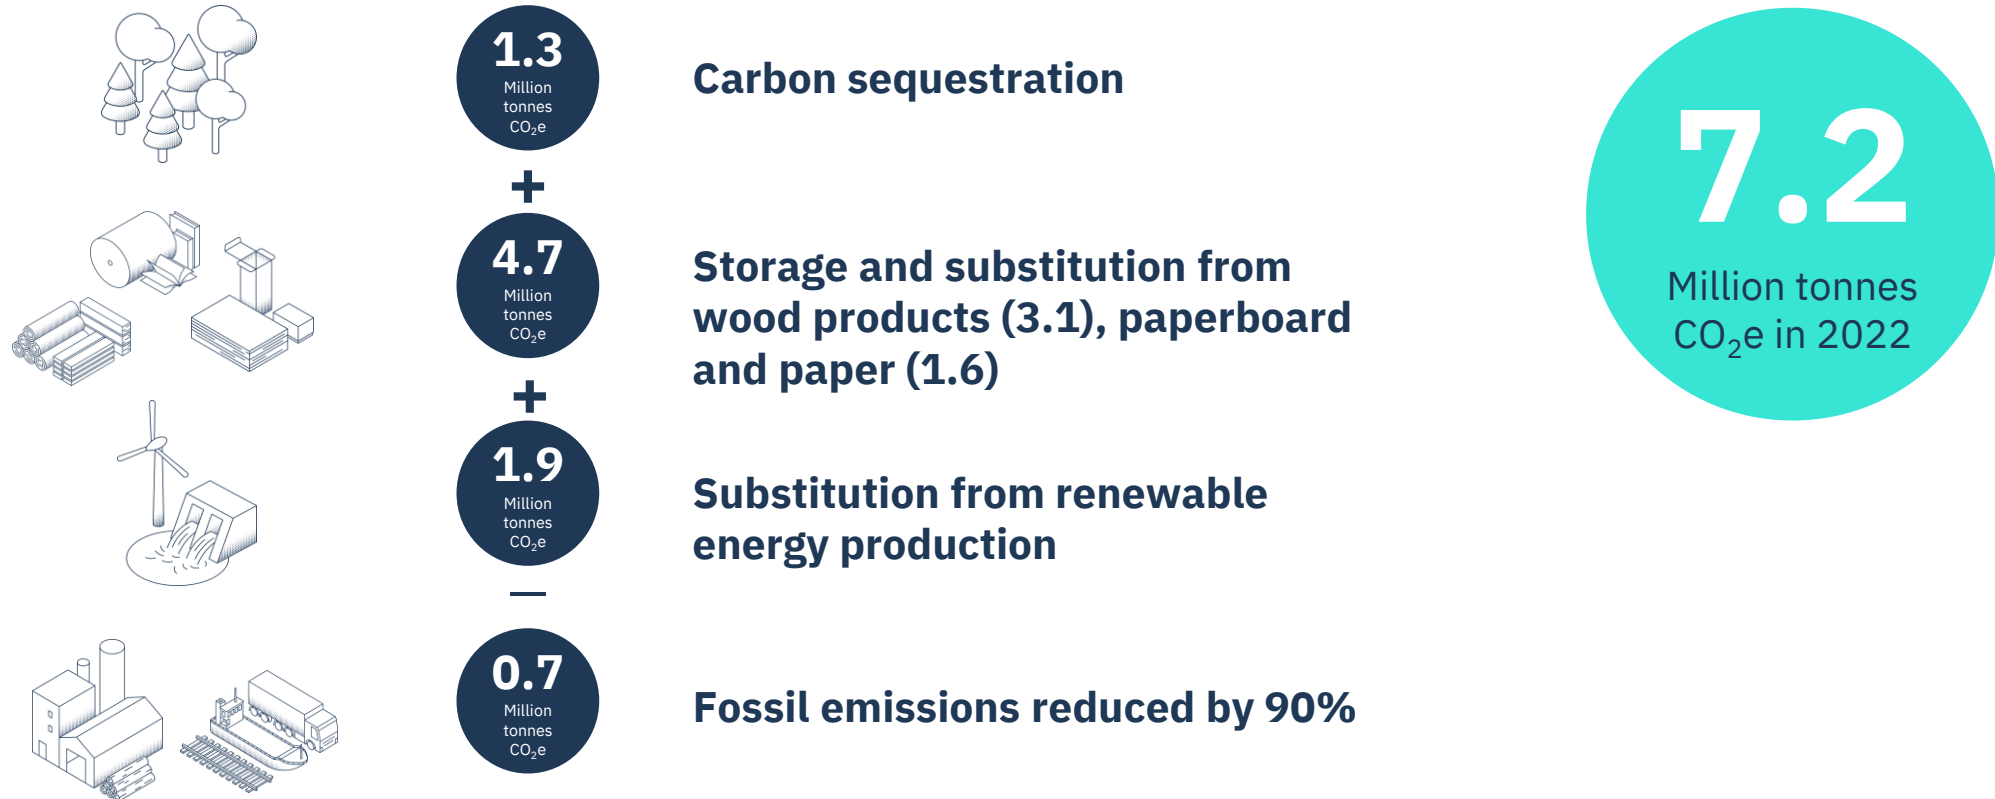 1.3
Million
tonnes
CO₂e
Carbon sequestration
+
4.7
Million
tonnes
CO₂e
Storage and substitution from
wood products (3.1), paperboard
and paper (1.6)
+
1.9
Million
tonnes
CO₂e
Substitution from renewable
energy production
—
0.7
Million
tonnes
CO₂e
Fossil emissions reduced by 90%
7.2
Million tonnes
CO₂e in 2022